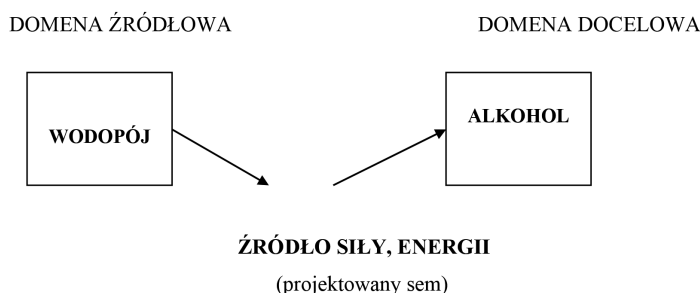 DOMENA ŹRÓDŁOWA DOMENA DOCELOWA
WODOPÓJ
ALKOHOL
ŹRÓDŁO SIŁY, ENERGII
(projektowany sem)